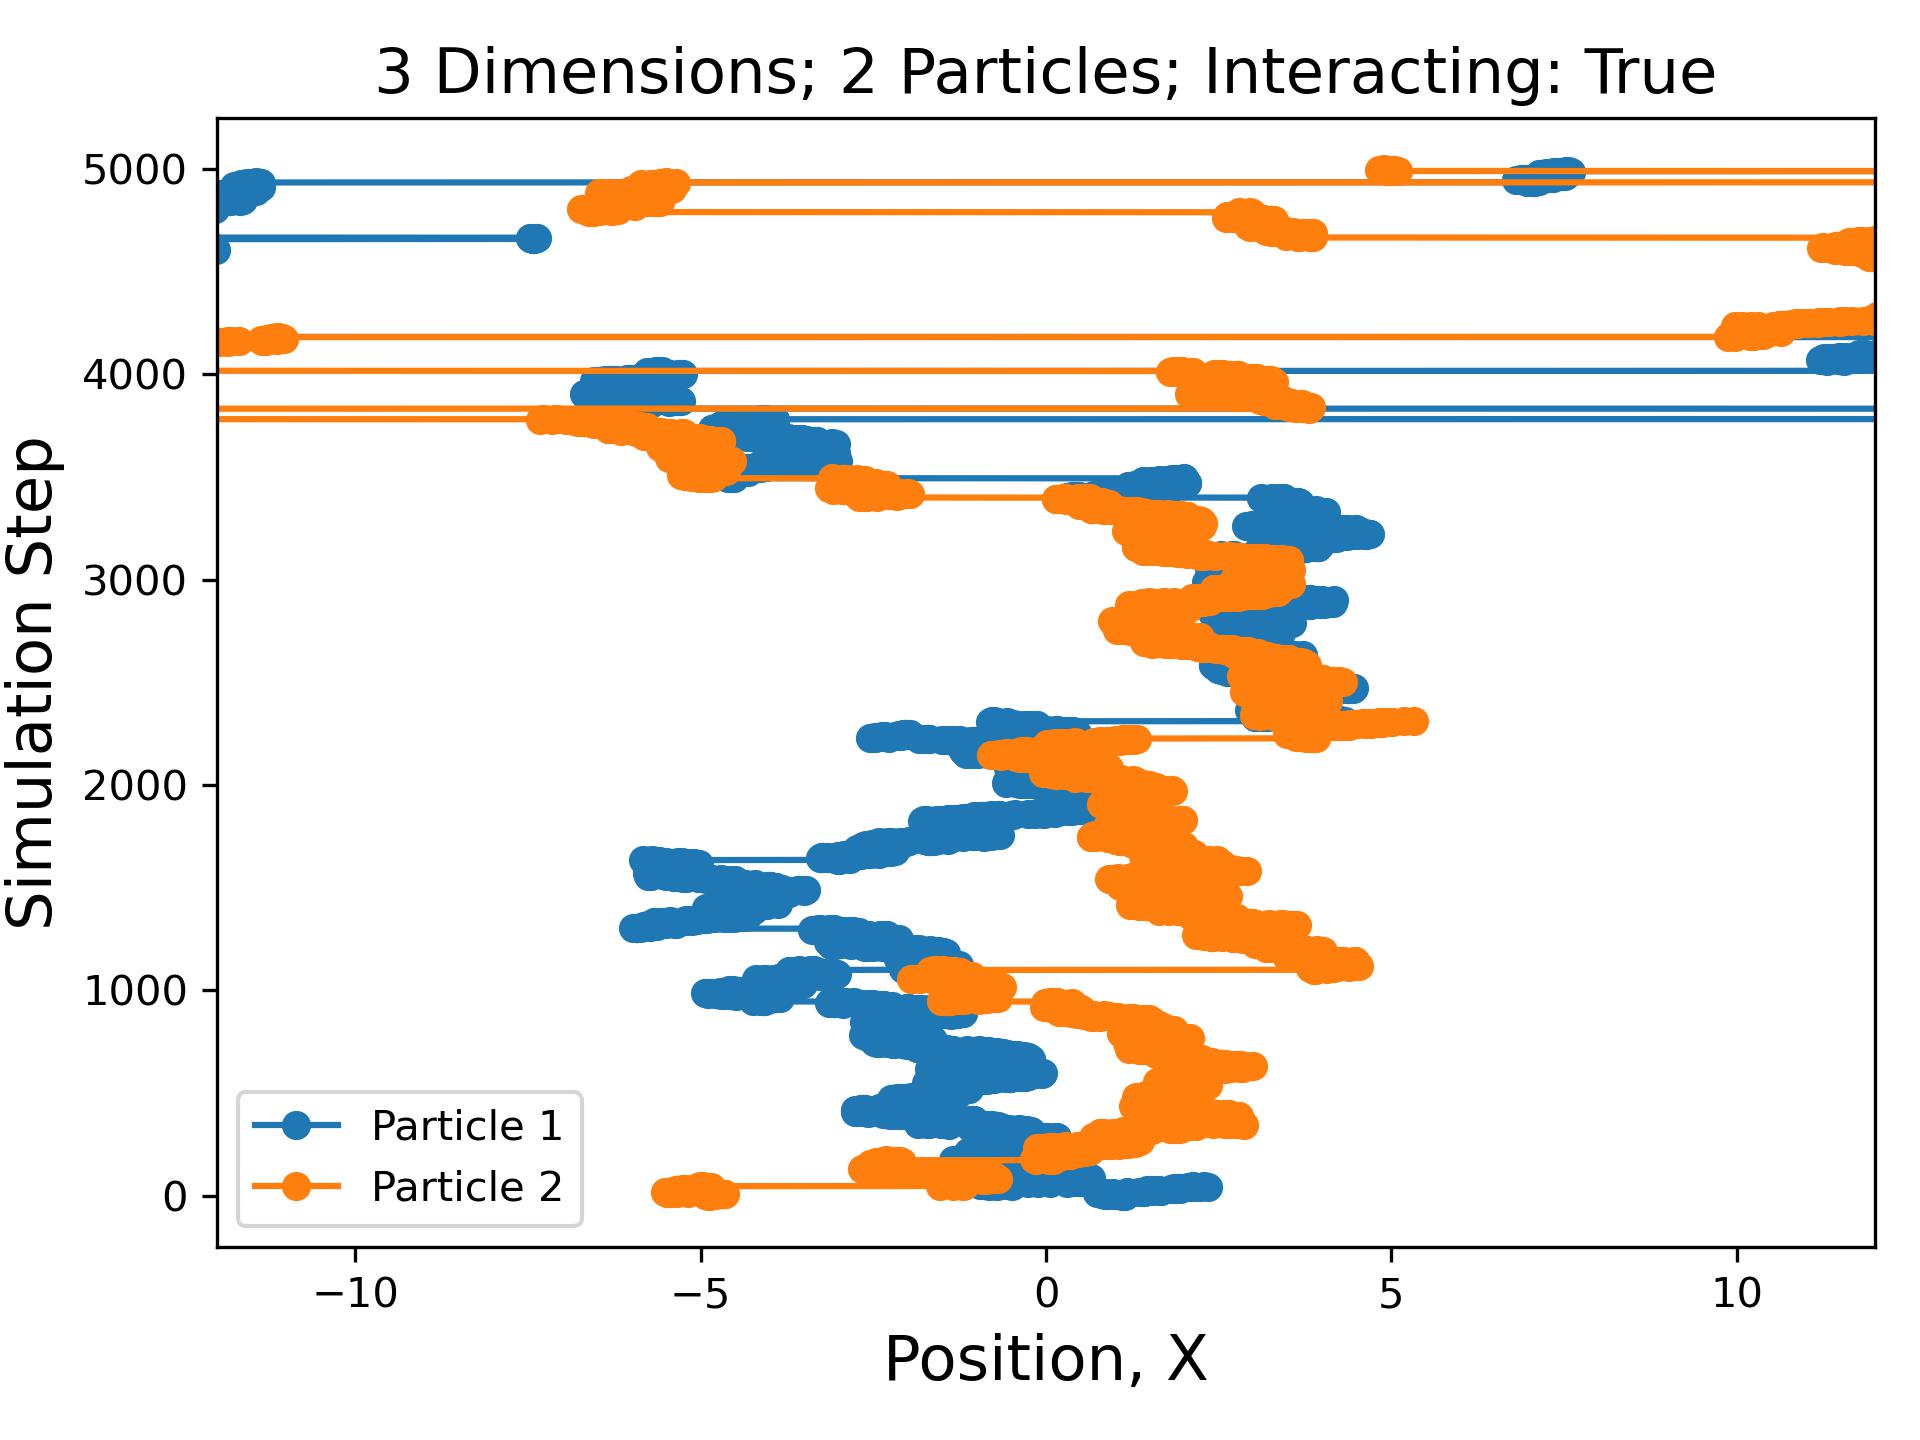 3 Dimensions; 2 Particles; Interacting: True
Simulation Step
5000
4000
3000
2000
1000
0
Particle 1
Particle 2
−10
−5
0
5
10
Position, X